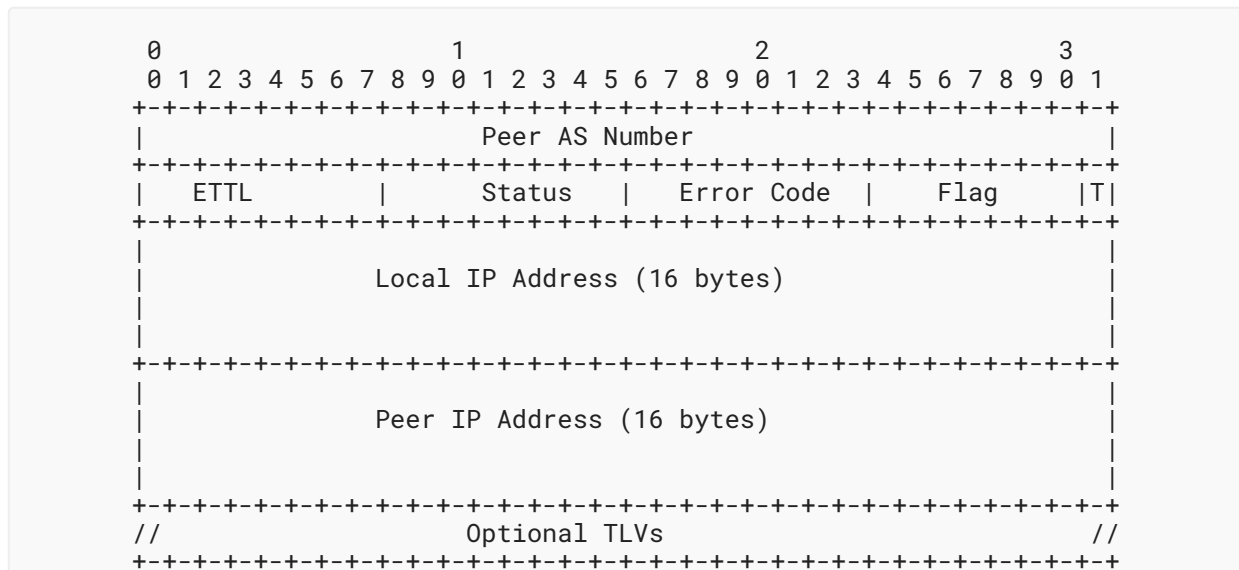 0                   1                   2                   3
 0 1 2 3 4 5 6 7 8 9 0 1 2 3 4 5 6 7 8 9 0 1 2 3 4 5 6 7 8 9 0 1
+-+-+-+-+-+-+-+-+-+-+-+-+-+-+-+-+-+-+-+-+-+-+-+-+-+-+-+-+-+-+-+-+
|                      Peer AS Number                           |
+-+-+-+-+-+-+-+-+-+-+-+-+-+-+-+-+-+-+-+-+-+-+-+-+-+-+-+-+-+-+-+-+
|   ETTL        |      Status   |   Error Code  |    Flag     |T|
+-+-+-+-+-+-+-+-+-+-+-+-+-+-+-+-+-+-+-+-+-+-+-+-+-+-+-+-+-+-+-+-+
|                                                               |
|               Local IP Address (16 bytes)                     |
|                                                               |
|                                                               |
+-+-+-+-+-+-+-+-+-+-+-+-+-+-+-+-+-+-+-+-+-+-+-+-+-+-+-+-+-+-+-+-+
|                                                               |
|               Peer IP Address (16 bytes)                      |
|                                                               |
|                                                               |
+-+-+-+-+-+-+-+-+-+-+-+-+-+-+-+-+-+-+-+-+-+-+-+-+-+-+-+-+-+-+-+-+
//                    Optional TLVs                            //
+-+-+-+-+-+-+-+-+-+-+-+-+-+-+-+-+-+-+-+-+-+-+-+-+-+-+-+-+-+-+-+-+